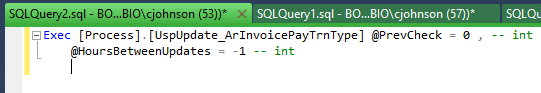 SQLQuery2.sql - BO...BIO\cjohnson (53))* SQLQuery1.sql - BO...BIO\cjohnson (57))* SQLQu
Exec [Process].[UspUpdate_ArInvoicePayTrnType] @PrevCheck = 0 , -- int
@HoursBetweenUpdates = -1 -- int